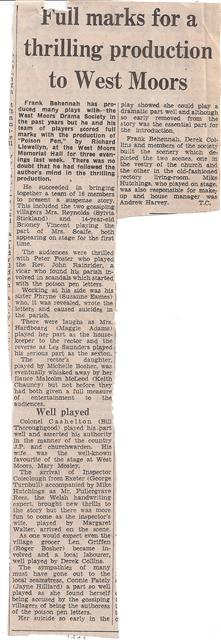 Full marks for a
thrilling production
to West Moors
Frank Behennah has pro-
duced many plays with the
West Moors Drama Society in
the past years but he and his
team of players scored full
marks with the production of
"Poison Pen," by Richard
Llewellyn, at the West Moors
Memorial Hall for three even-
ings last week. There was no
doubt that he had followed the
author's mind in the thrilling
production.
He succeeded in bringing
together a team of 14 members
to present a suspense story.
This included the two gossiping
villagers Mrs. Reynolds (Sylvia
Strickland) and 14-year-old
Brioney Vincent playing the
part of Mrs. Scaife, both
appearing on stage for the first
time.
The audiences were thrilled
with Peter Foster who played
the Rev. John Rainrider, a
vicar who found his parish in-
volved in scandals which started
with the poison pen letters.
Working at his side was his
sister Phryne (Suzanne Eames)
who, it was revealed, wrote the
letters and caused suicides in
the parish.
There were laughs as Mrs.
Hardboard (Maggie Adams)
played her part as the house-
keeper to the rector and the
reverse as Les Saunders played
his serious part as the sexton.
The rector's daughter,
played by Michelle Bosher, was
eventually whisked away by her
fiance Malcolm McLeod (Keith
Chauney) but not before they
had both given a full measure
of entertainment to the
audiences.
Well played
Colonel Cashelton (Bill
Thoroughgood) played his part
well and asserted his authority
in the manner of the country
J.P. and churchwarden. His
wife was the well-known
favourite of the stage at West
Moors, Mary Mosley.
The arrival of Inspector
Colclough from Exeter (George
Turnbull) accompanied by Mike
Hutchings as Mr. Fullergrave
Rees, the Welsh handwriting
expert, brought new thrills to
the story but there was more
fun to come as the inspector's
wife, played by Margaret
Walter, arrived on the scene.
As one would expect even the
village grocer Len Griffen
(Roger Bosher) became in-
volved and a local labourer,
well played by Derek Collins.
The sympathies of many
must have gone out to the
local seamstress, Connie Fately
(Jayne Hilliard) a part so well
played as she found herself
being accused by the gossiping
villagers of being the authoress
of the poison pen letters.
Her suicide so early in the
play showed she could play a
dramatic part well and although
so early removed from the
story was the essential part for
the introduction.
Frank Behennah, Derek Col-
lins and members of the society
built the scenery which de-
picted the two scenes, one in
the vestry of the church and
the other in the old-fashioned
rectory living-room. Mike
Hutchings, who played on stage,
was also responsible for make-
up and house manager was
Andrew Harvey. T.C.